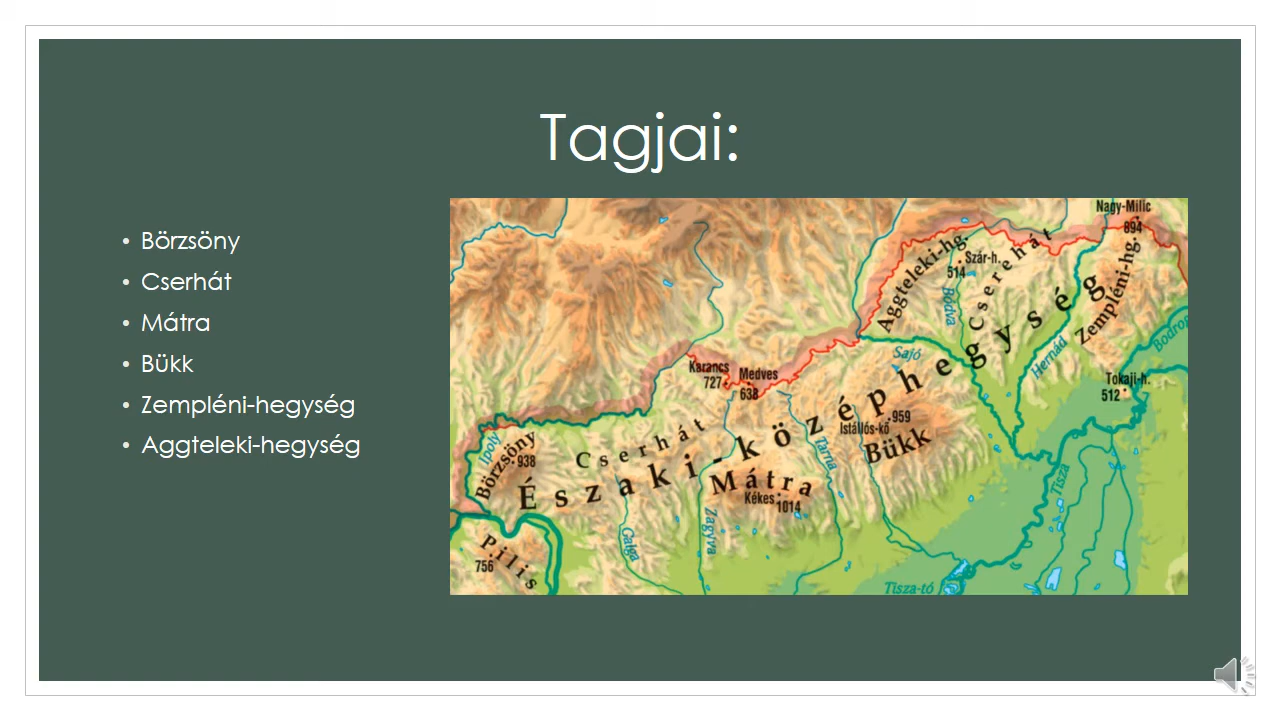 Tagjai:
• Börzsöny
• Cserhát
• Mátra
• Bükk
• Zempléni-hegység
• Aggteleki-hegység
Nagy-Milic
894
Aggteleki-hg.
Szár-h.
514
Cserehát
Zempléni-hg.
Bódva
Sajó
Hernád
Bodrog
Karancs
727
Medves
638
Tokaji-h.
512
Istállós-kő
959
Bükk
Ipoly
Börzsöny
938
Cserhát
Északi-középhegység
Tarna
Mátra
Kékes
1014
Tisza
Galga
Zagyva
Pilis
756
Tisza-tó